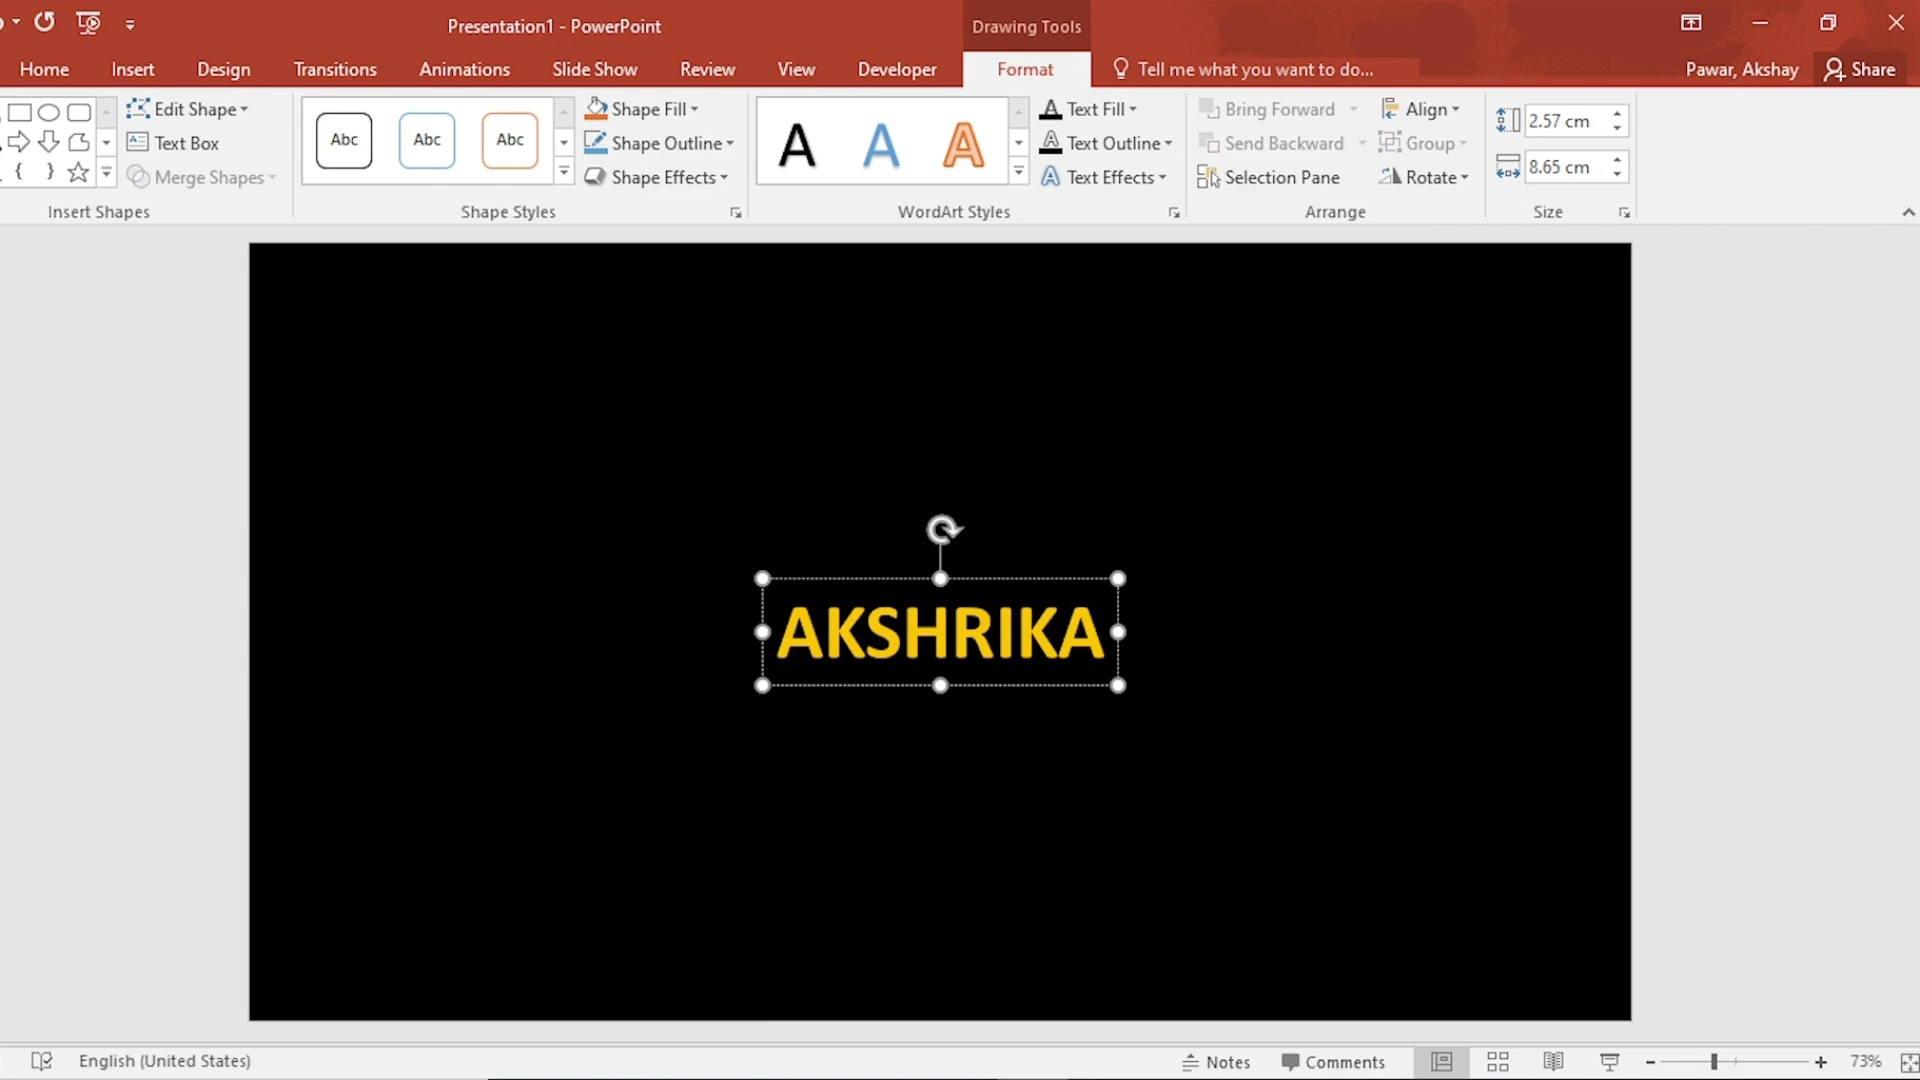 Presentation1 - PowerPoint
Drawing Tools
Home Insert Design Transitions Animations Slide Show Review View Developer Format Tell me what you want to do... Pawar, Akshay Share
Edit Shape
Text Box
Merge Shapes
Insert Shapes
Abc Abc Abc
Shape Fill
Shape Outline
Shape Effects
Shape Styles
A A A
Text Fill
Text Outline
Text Effects
WordArt Styles
Bring Forward
Send Backward
Selection Pane
Align
Group
Rotate
Arrange
2.57 cm
8.65 cm
Size
AKSHRIKA
English (United States) Notes Comments 73%